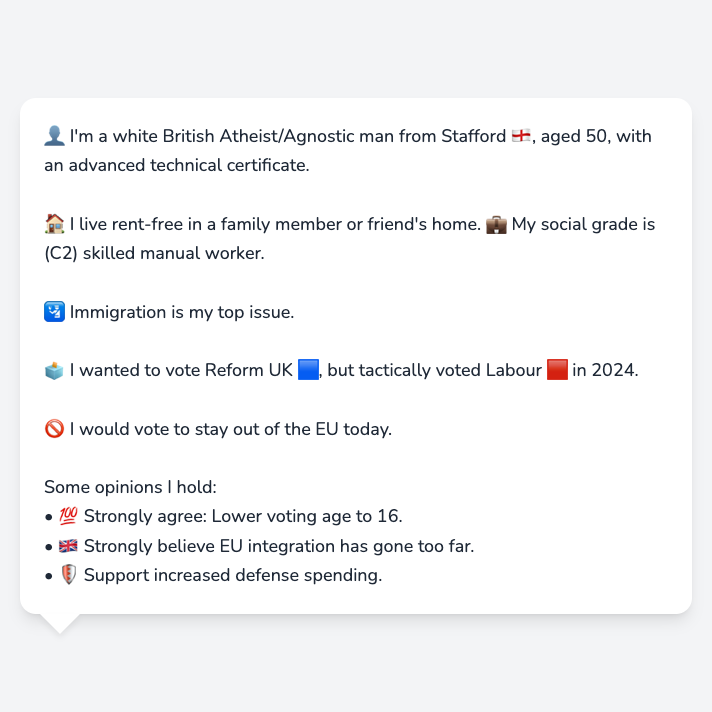 👤 I'm a white British Atheist/Agnostic man from Stafford 🏴󠁧󠁢󠁥󠁮󠁧󠁿, aged 50, with
an advanced technical certificate.
🏠 I live rent-free in a family member or friend's home. 💼 My social grade is
(C2) skilled manual worker.
🛂 Immigration is my top issue.
🗳️ I wanted to vote Reform UK 🟦, but tactically voted Labour 🟥 in 2024.
🚫 I would vote to stay out of the EU today.
Some opinions I hold:
• 💯 Strongly agree: Lower voting age to 16.
• 🇬🇧 Strongly believe EU integration has gone too far.
• 🛡️ Support increased defense spending.